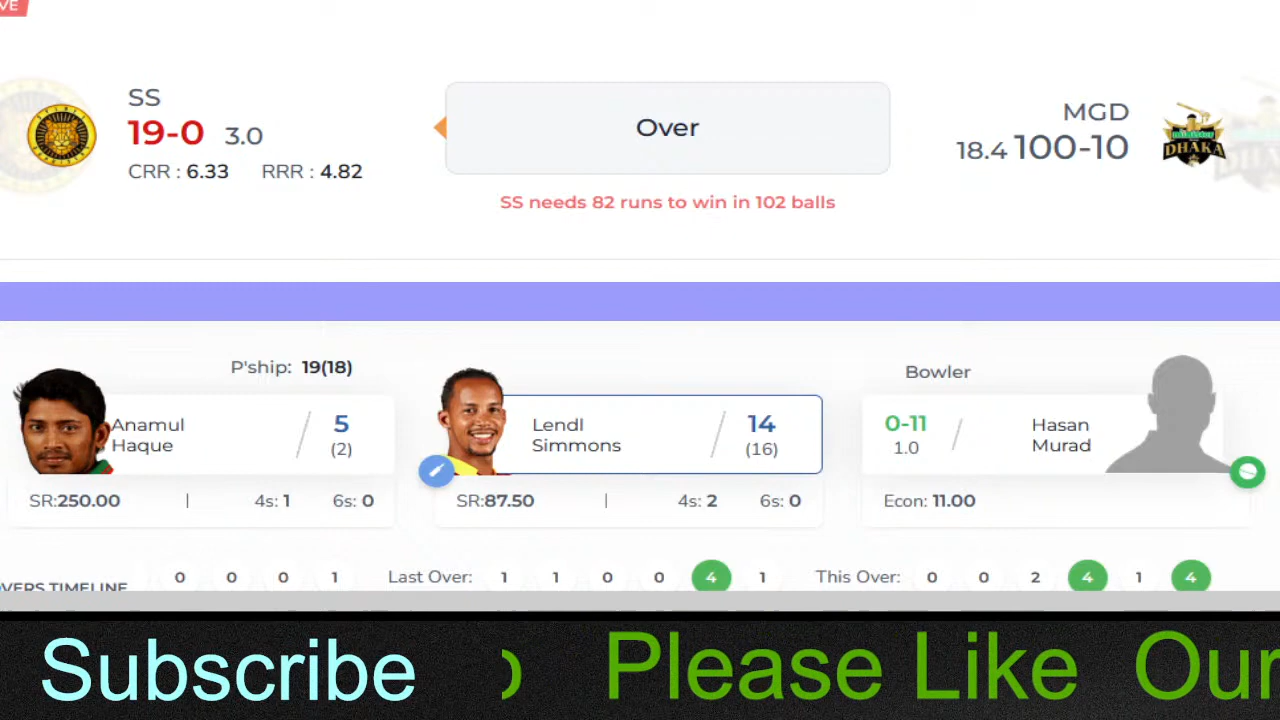 VE
SS
19-0 3.0
CRR : 6.33 RRR : 4.82
Over
SS needs 82 runs to win in 102 balls
MGD
18.4 100-10
DHAKA
P'ship: 19(18)
Anamul
Haque
5
(2)
SR:250.00 | 4s: 1 6s: 0
Lendl
Simmons
14
(16)
SR:87.50 | 4s: 2 6s: 0
Bowler
0-11
1.0
Hasan
Murad
Econ: 11.00
VERS TIMELINE 0 0 0 1 Last Over: 1 1 0 0 4 1 This Over: 0 0 2 4 1 4
Subscribe Please Like Our